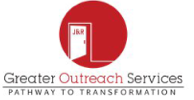 J&R
Greater Outreach Services
PATHWAY TO TRANSFORMATION